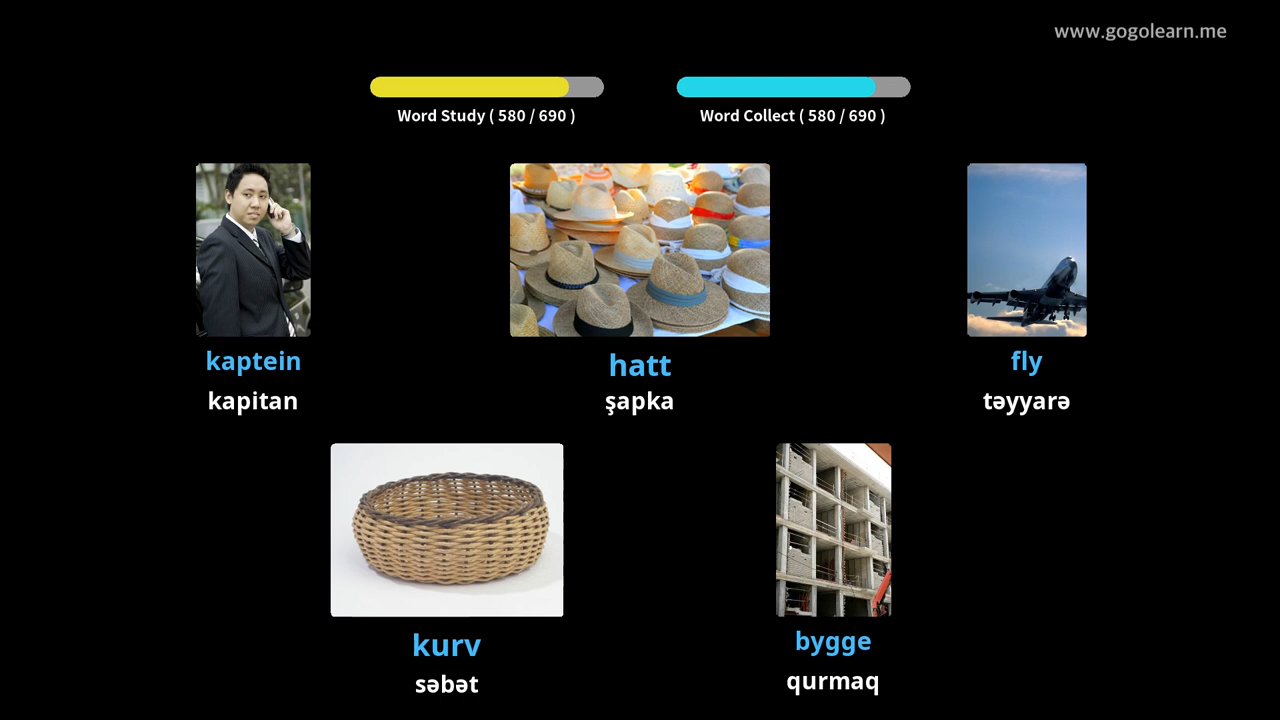 www.gogolearn.me
Word Study ( 580 / 690 )
Word Collect ( 580 / 690 )
kaptein
kapitan
hatt
şapka
fly
təyyarə
kurv
səbət
bygge
qurmaq